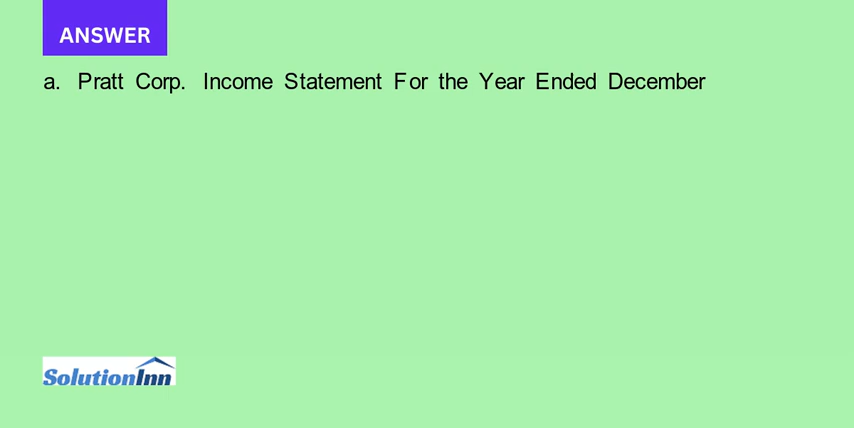 ANSWER
a. Pratt Corp. Income Statement For the Year Ended December
SolutionInn